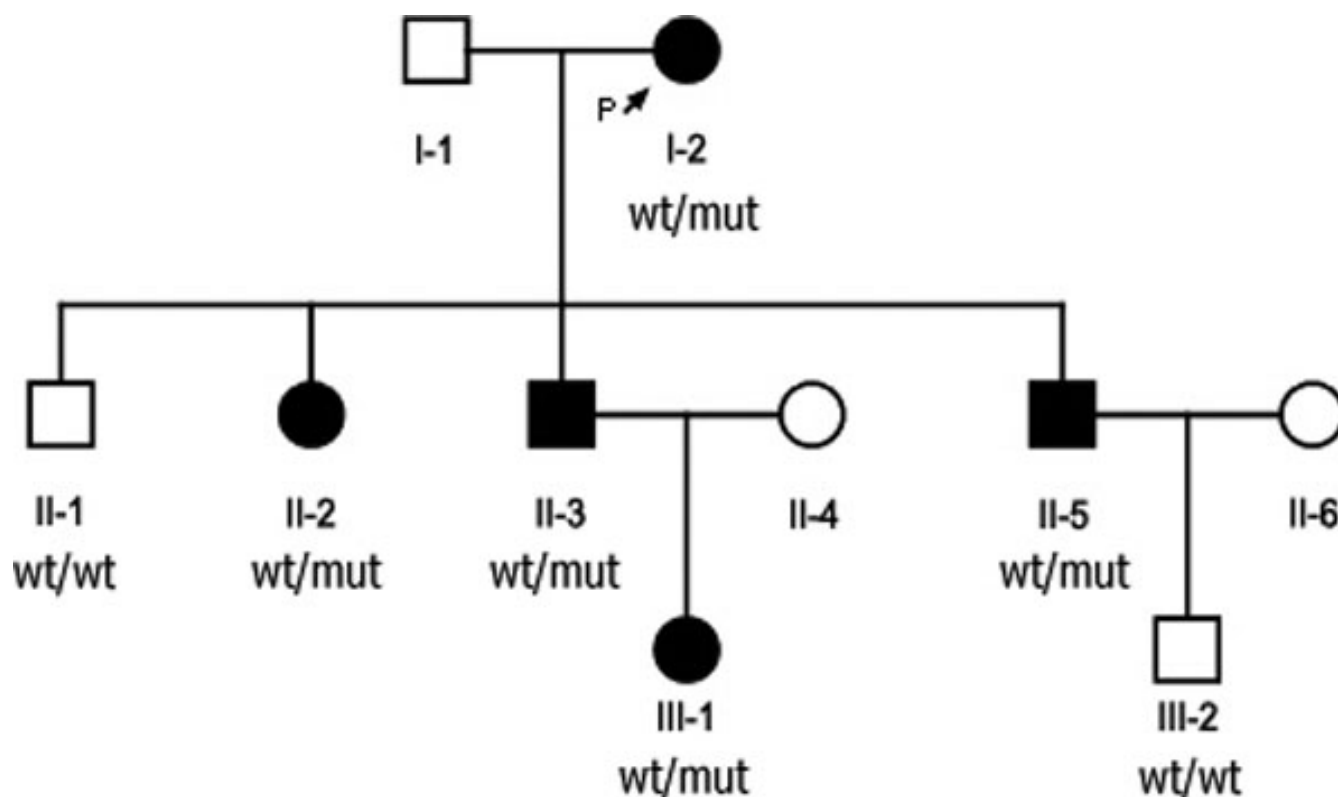 P
I-1
I-2
wt/mut
II-1
II-2
II-3
II-4
II-5
II-6
wt/wt
wt/mut
wt/mut
wt/mut
III-1
III-2
wt/mut
wt/wt